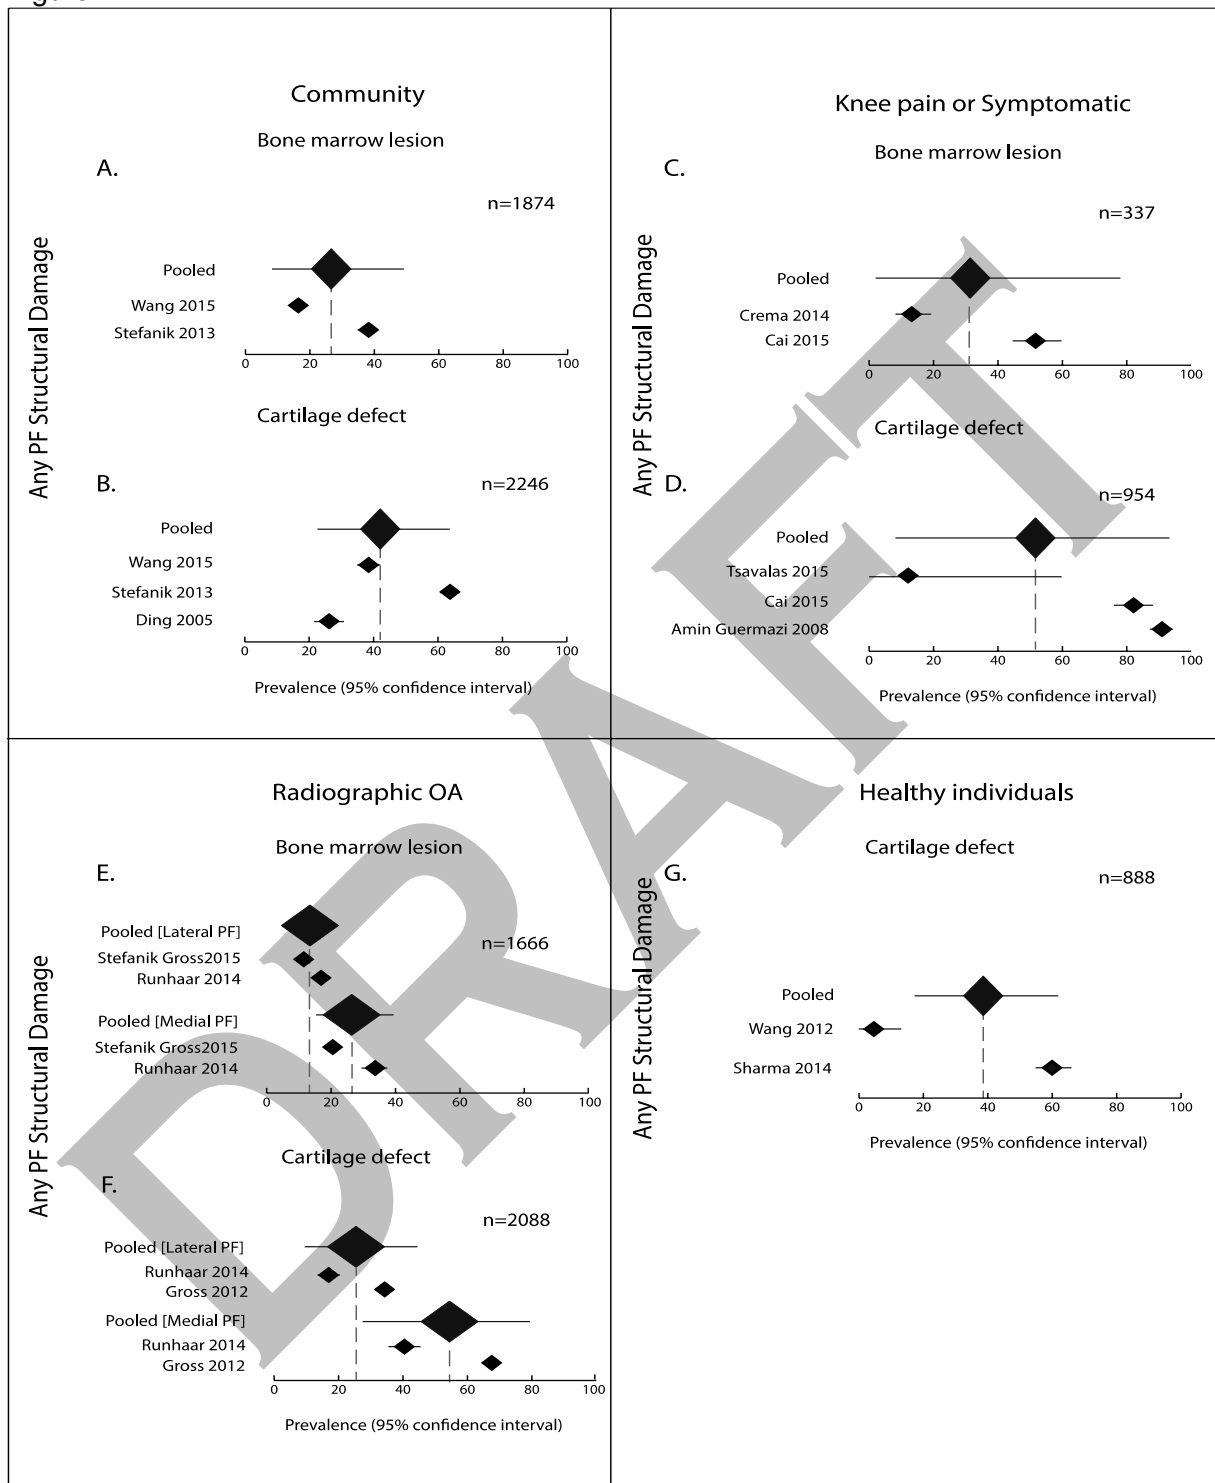 Community
Bone marrow lesion
A.
n=1874
Any PF Structural Damage
Pooled
Wang 2015
Stefanik 2013
0 20 40 60 80 100
Cartilage defect
B.
n=2246
Pooled
Wang 2015
Stefanik 2013
Ding 2005
0 20 40 60 80 100
Prevalence (95% confidence interval)
Knee pain or Symptomatic
Bone marrow lesion
C.
n=337
Any PF Structural Damage
Pooled
Crema 2014
Cai 2015
0 20 40 60 80 100
Cartilage defect
D.
n=954
Pooled
Tsavalas 2015
Cai 2015
Amin Guermazi 2008
0 20 40 60 80 100
Prevalence (95% confidence interval)
Radiographic OA
Bone marrow lesion
E.
Any PF Structural Damage
Pooled [Lateral PF]
n=1666
Stefanik Gross2015
Runhaar 2014
Pooled [Medial PF]
Stefanik Gross2015
Runhaar 2014
0 20 40 60 80 100
Cartilage defect
F.
n=2088
Pooled [Lateral PF]
Runhaar 2014
Gross 2012
Pooled [Medial PF]
Runhaar 2014
Gross 2012
0 20 40 60 80 100
Prevalence (95% confidence interval)
Healthy individuals
Cartilage defect
G.
n=888
Any PF Structural Damage
Pooled
Wang 2012
Sharma 2014
0 20 40 60 80 100
Prevalence (95% confidence interval)
DRAFT